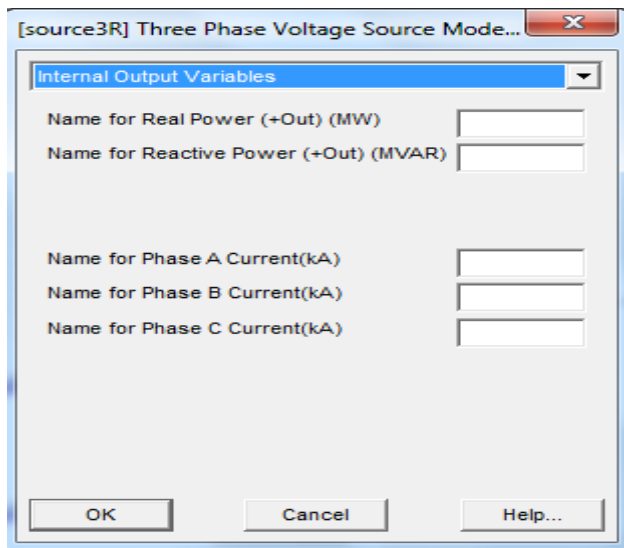 [source3R] Three Phase Voltage Source Mode...
Internal Output Variables
Name for Real Power (+Out) (MW)
Name for Reactive Power (+Out) (MVAR)
Name for Phase A Current(kA)
Name for Phase B Current(kA)
Name for Phase C Current(kA)
OK Cancel Help...